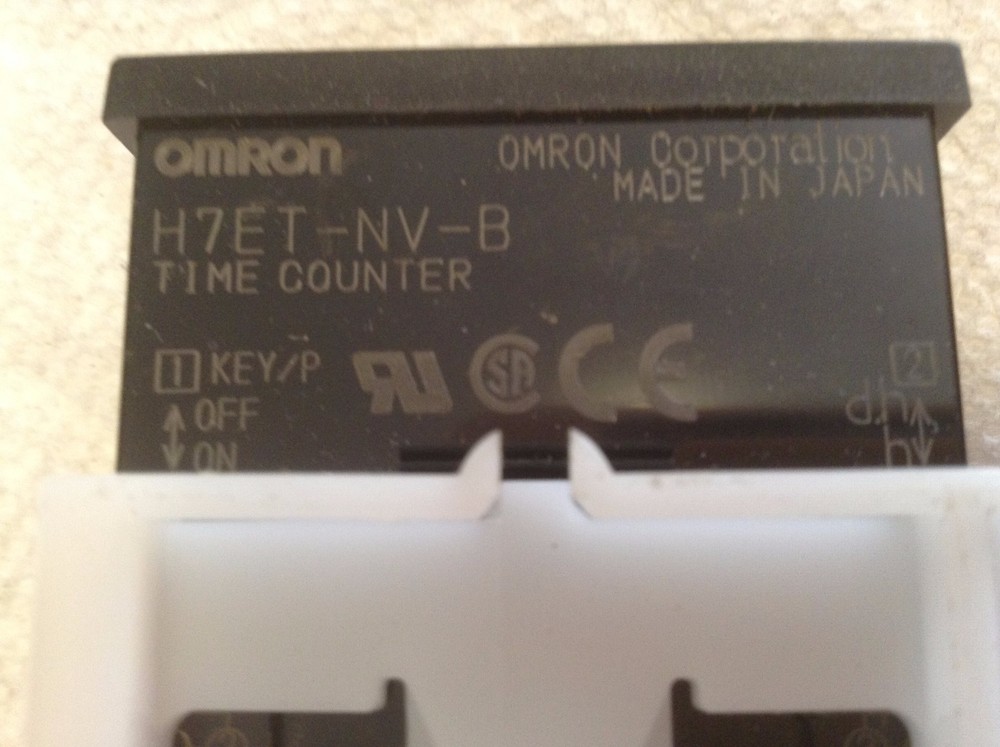 OMRON
OMRON Corporation
MADE IN JAPAN
H7ET-NV-B
TIME COUNTER
1 KEY/P
OFF
ON
2